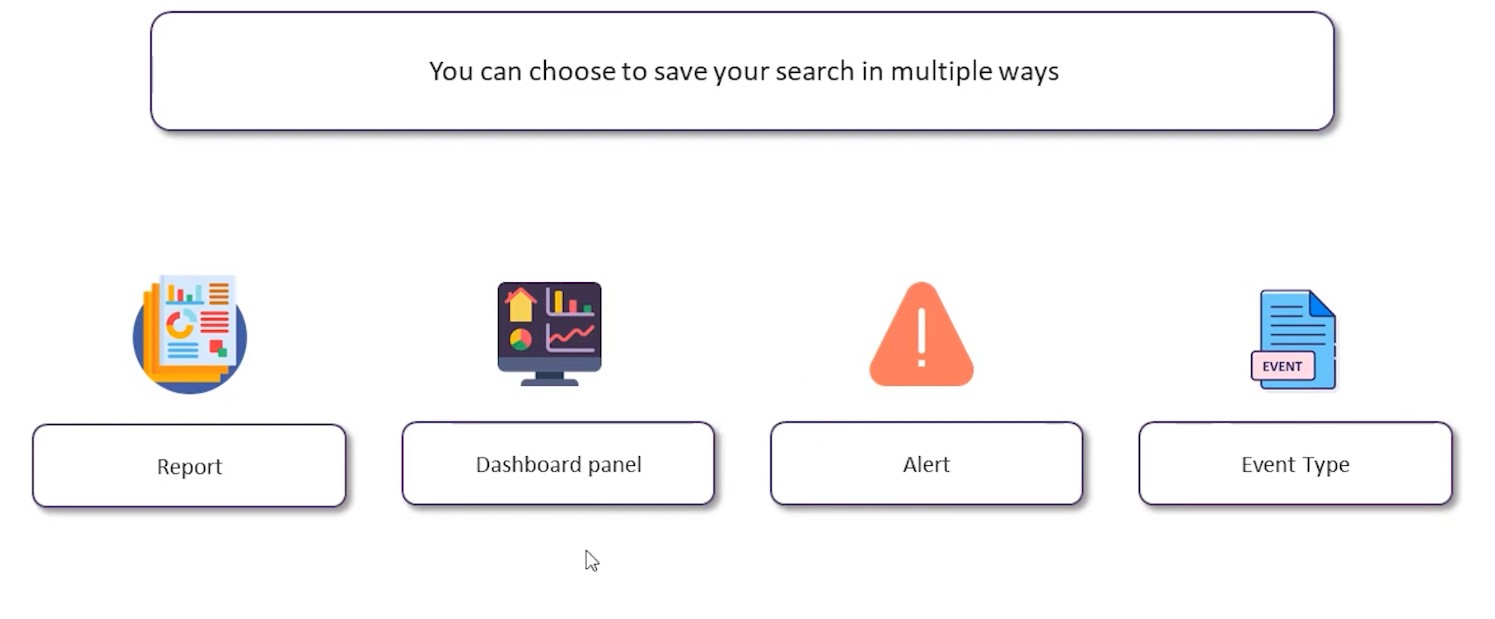 You can choose to save your search in multiple ways
EVENT
Report
Dashboard panel
Alert
Event Type